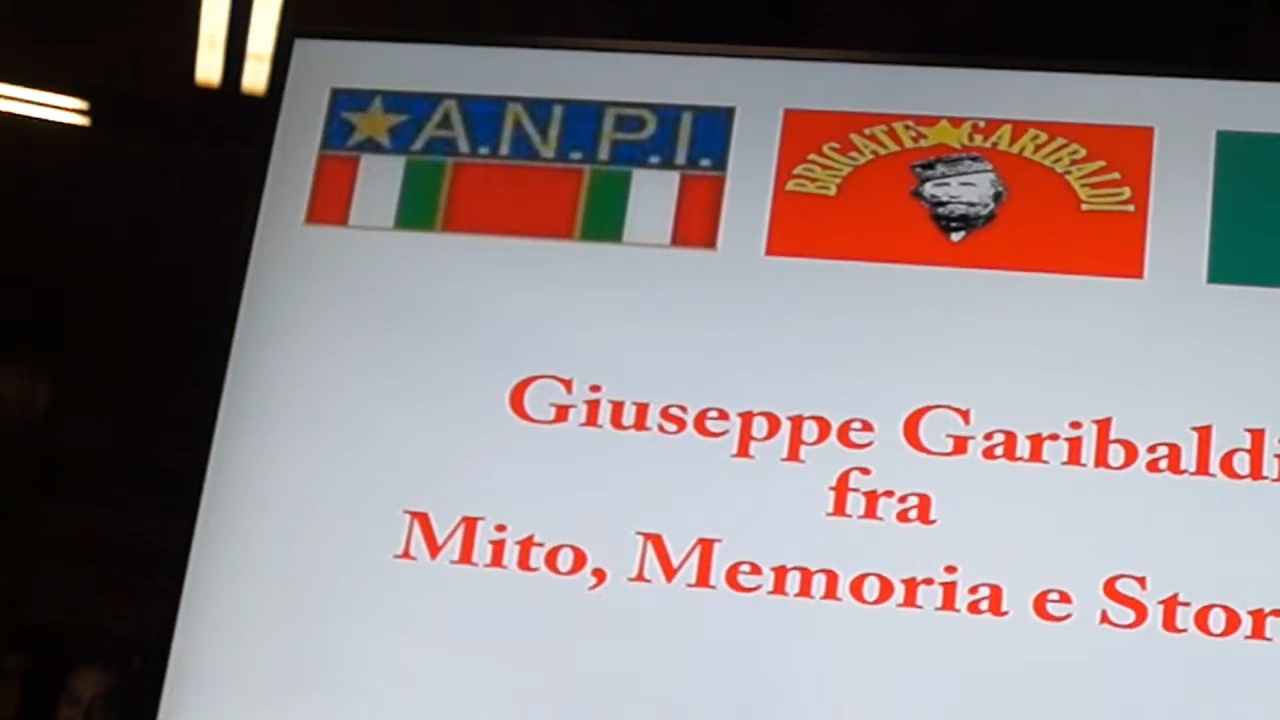 A.N.P.I.
BRIGATE GARIBALDI
Giuseppe Garibaldi
fra
Mito, Memoria e Stor